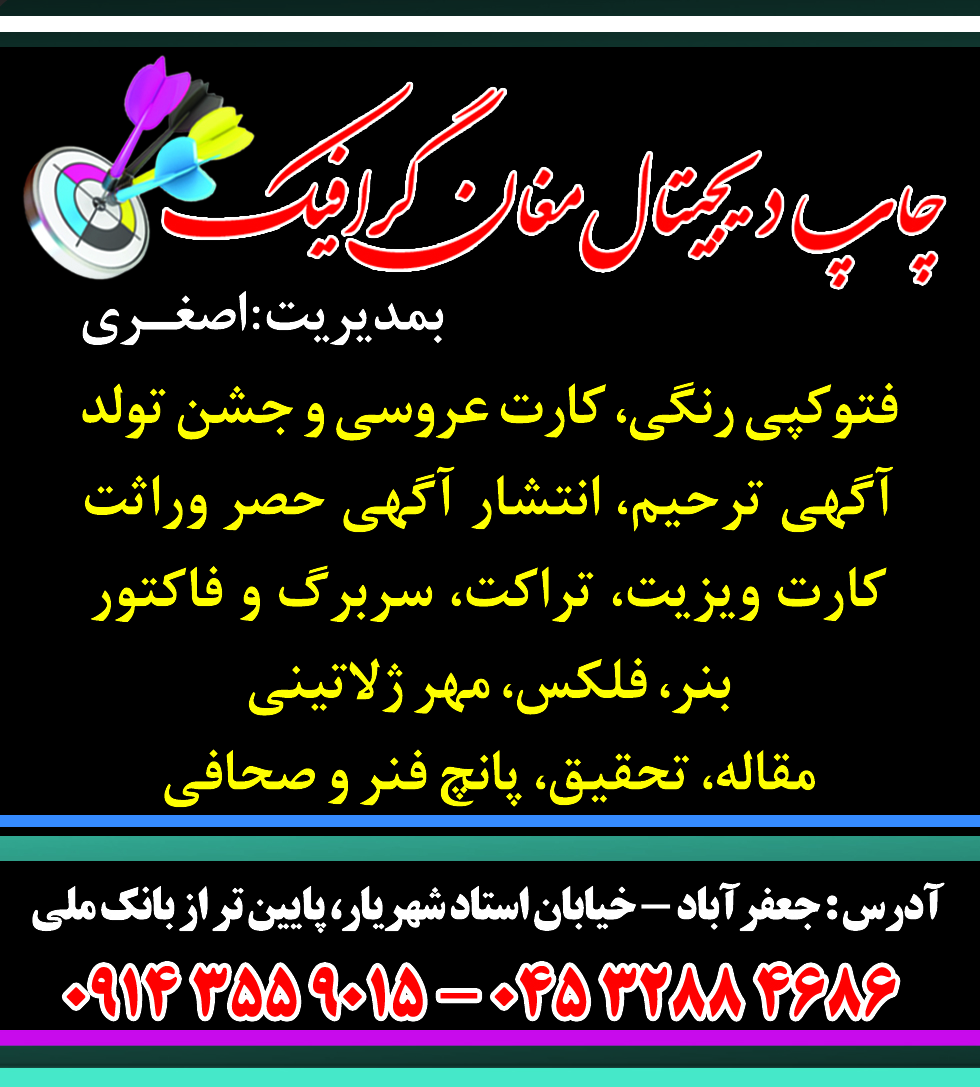 چاپ دیجیتال مغان گرافیک
بمدیریت:اصغری
فتوکپی رنگی، کارت عروسی و جشن تولد
آگهی ترحیم، انتشار آگهی حصر وراثت
کارت ویزیت، تراکت، سربرگ و فاکتور
بنر، فلکس، مهر ژلاتینی
مقاله، تحقیق، پانچ فنر و صحافی
آدرس : جعفر آباد – خیابان استاد شهریار، پایین تر از بانک ملی
۰۹۱۴ ۳۵۵ ۹۰۱۵ – ۰۴۵ ۳۲۸۸ ۴۶۸۶